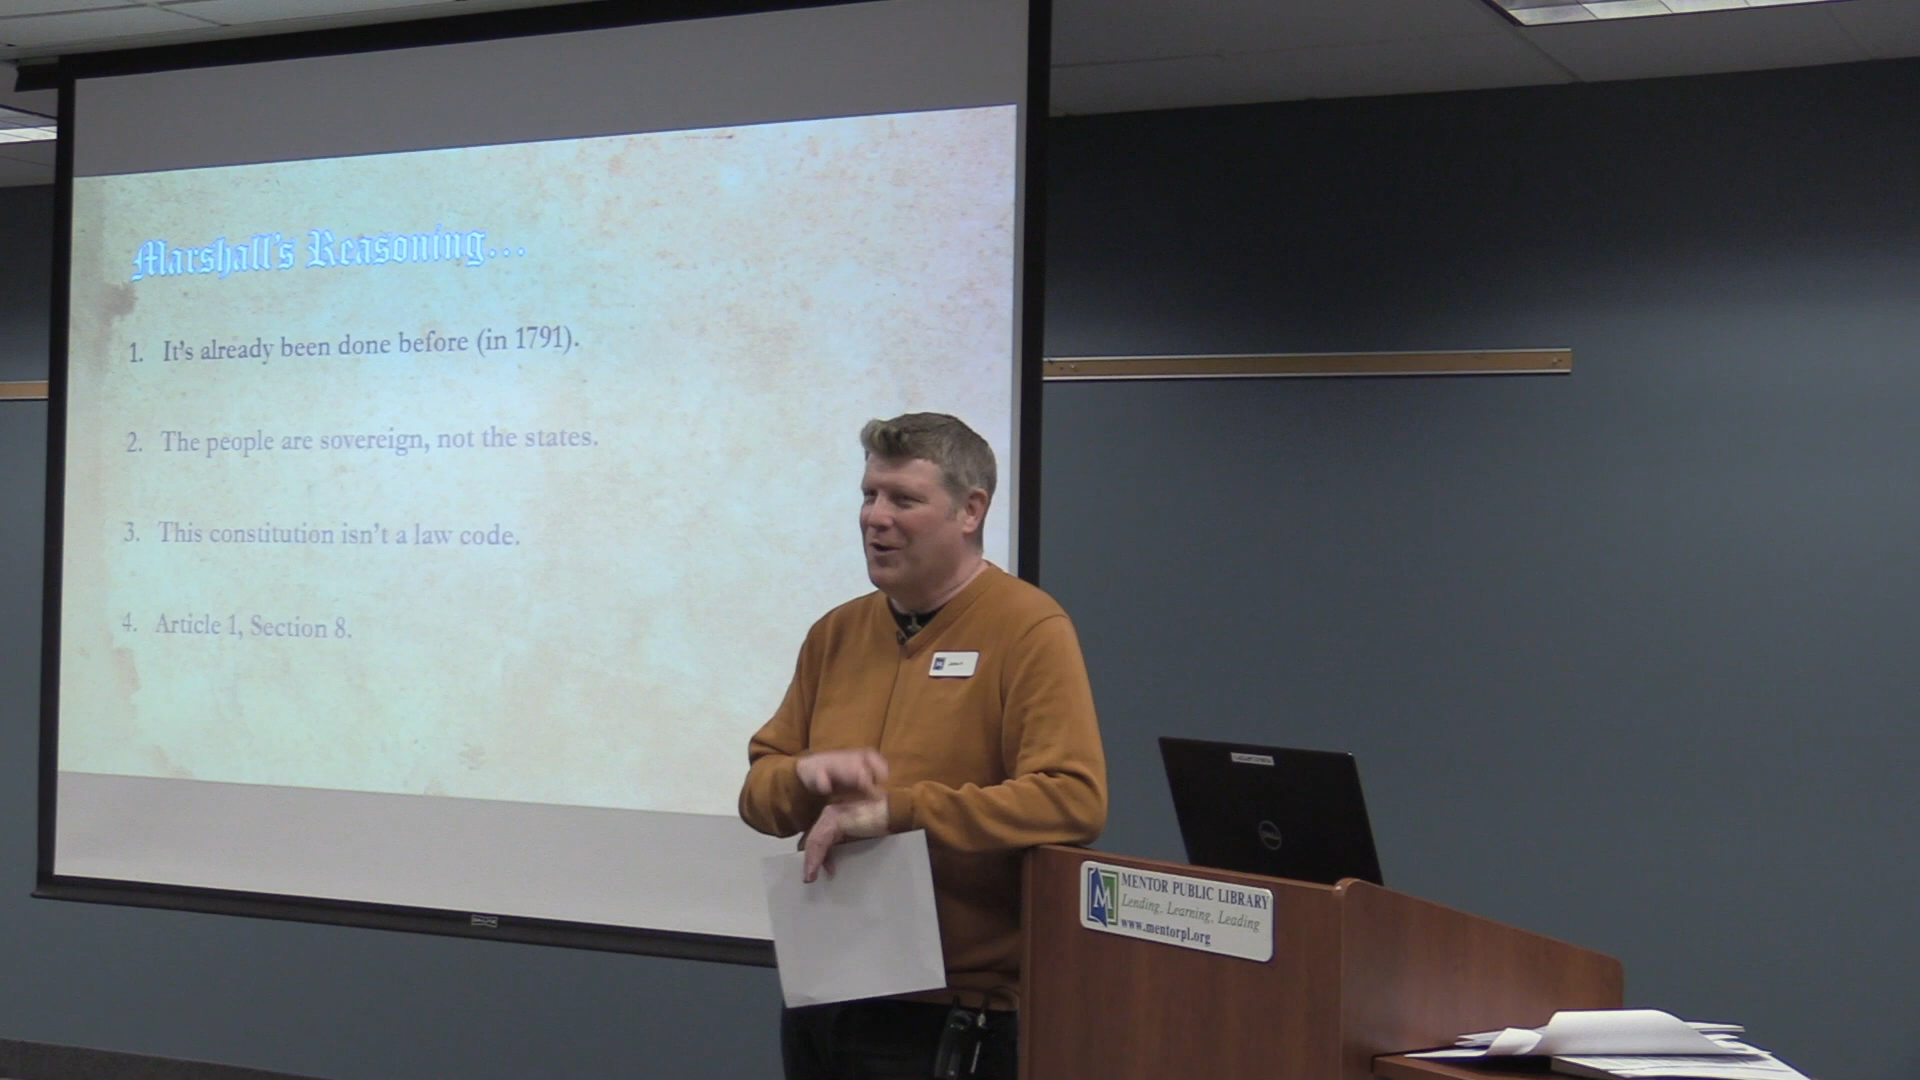 Marshall's Reasoning...
1. It's already been done before (in 1791).
2. The people are sovereign, not the states.
3. This constitution isn't a law code.
4. Article 1, Section 8.
M
MENTOR PUBLIC LIBRARY
Lending, Learning, Leading
www.mentorpl.org
DELL